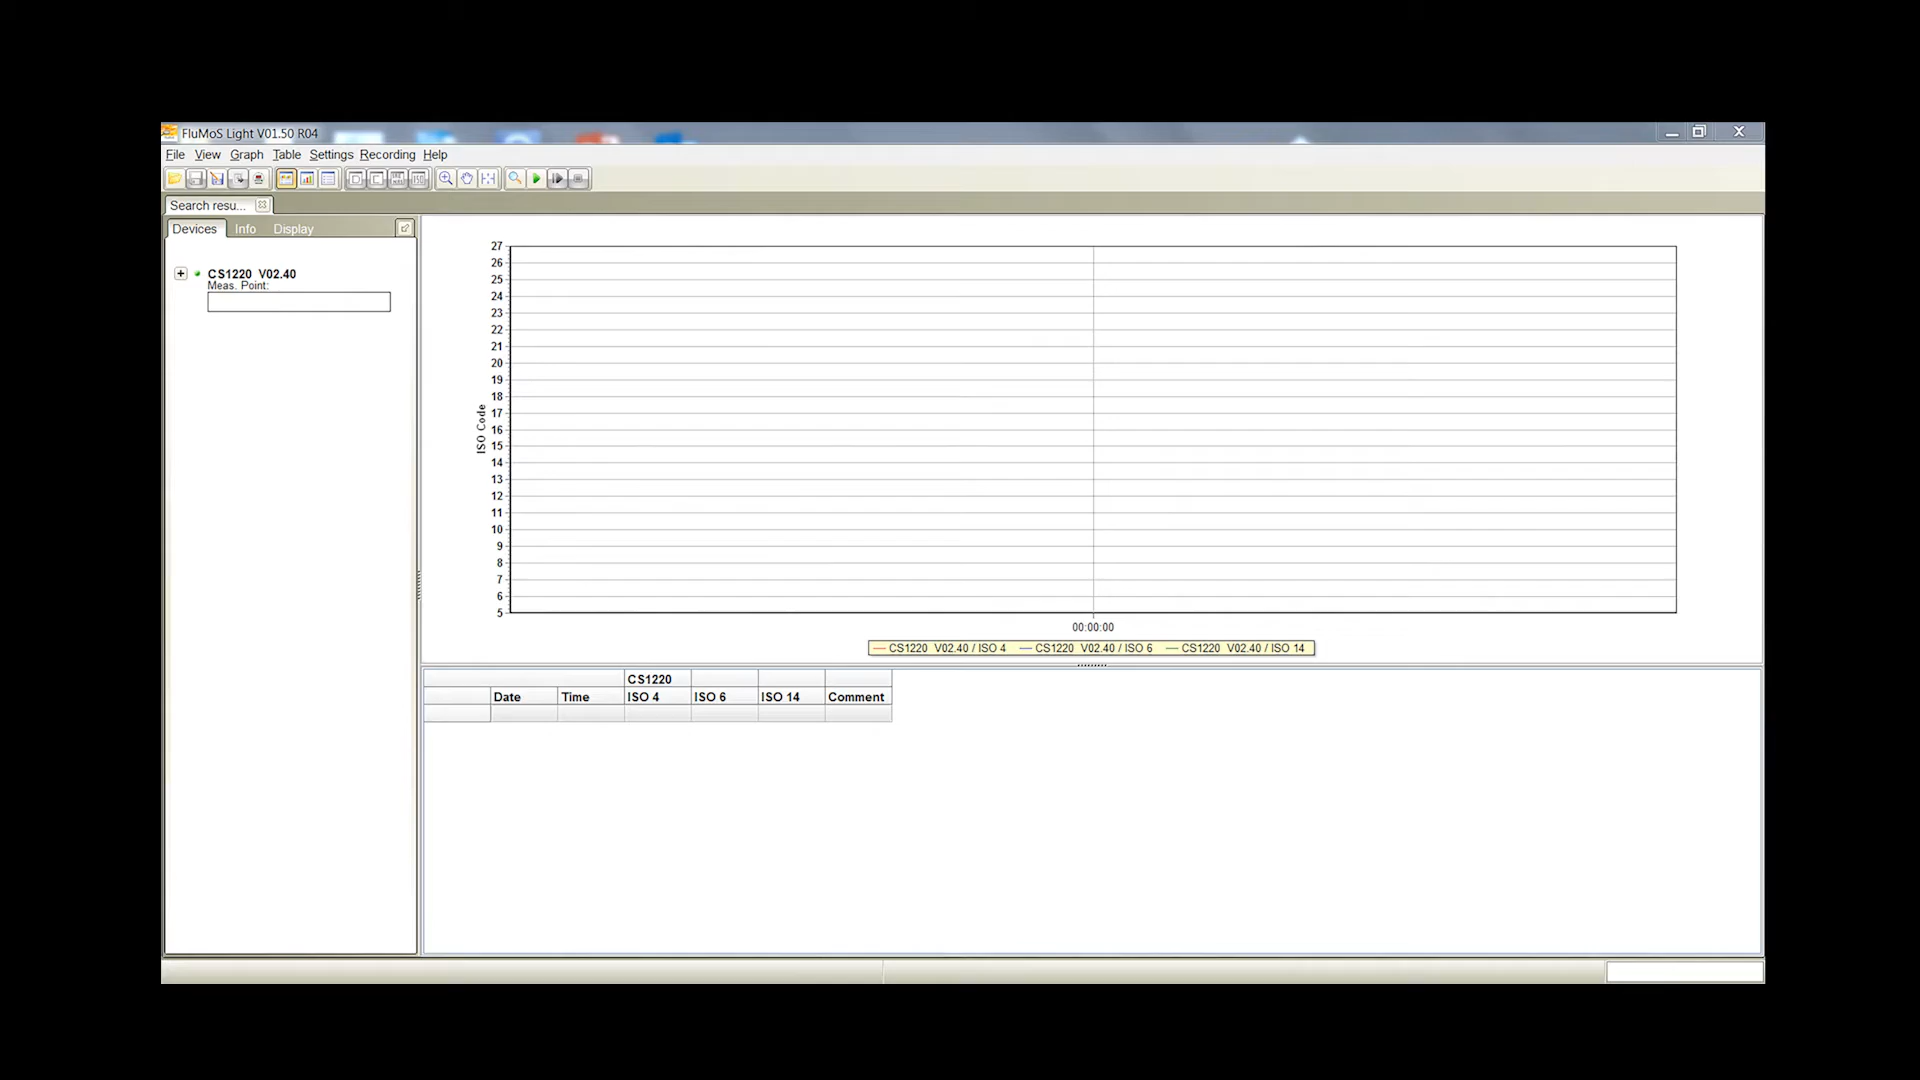 FluMoS Light V01.50 R04
File View Graph Table Settings Recording Help
Search resu...
Devices Info Display
CS1220 V02.40
Meas. Point:
ISO Code
27
26
25
24
23
22
21
20
19
18
17
16
15
14
13
12
11
10
9
8
7
6
5
00:00:00
CS1220 V02.40 / ISO 4 CS1220 V02.40 / ISO 6 CS1220 V02.40 / ISO 14
CS1220
Date Time ISO 4 ISO 6 ISO 14 Comment